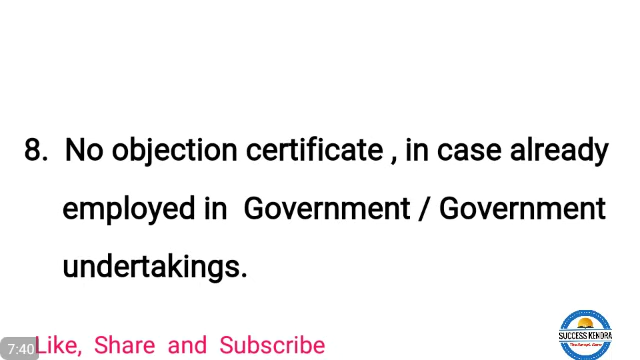 8. No objection certificate , in case already
employed in Government / Government
undertakings.
Like, Share and Subscribe
7:40
SUCCESS KENDRA